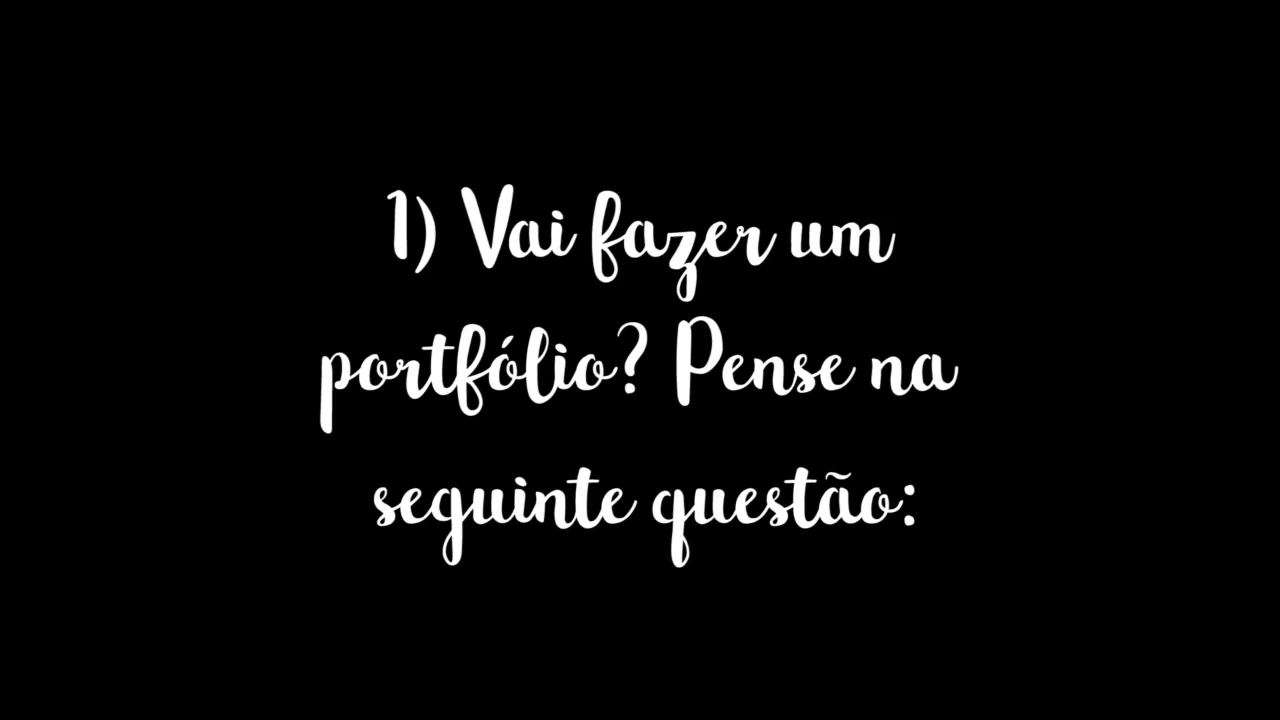 1) Vai fazer um
portfólio? Pense na
seguinte questão: